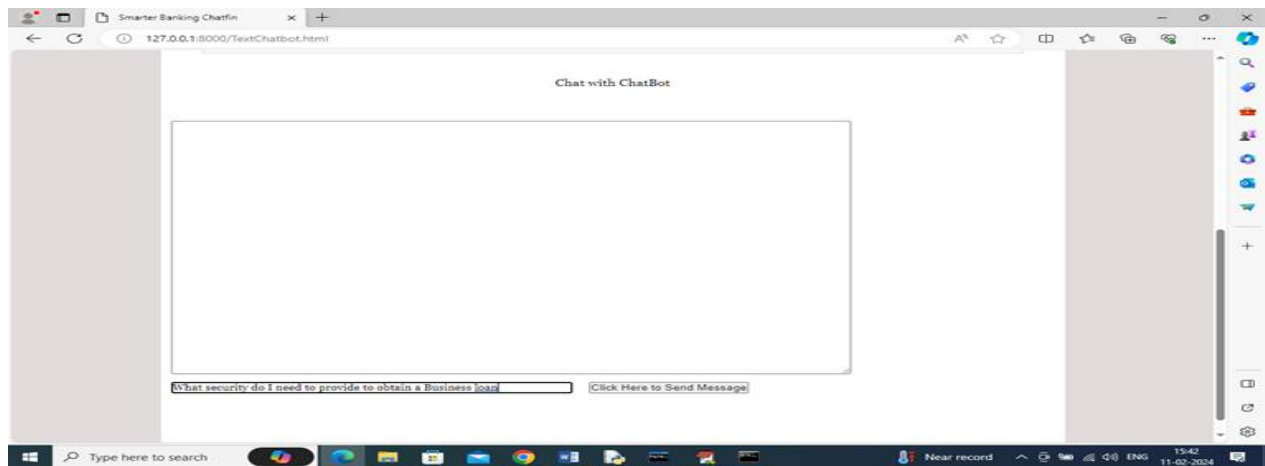 Smarter Banking Chatfin
127.0.0.1:8000/TextChatbot.html
Chat with ChatBot
What security do I need to provide to obtain a Business loan
Click Here to Send Message
Type here to search
Near record
ENG
15:42
11-02-2024